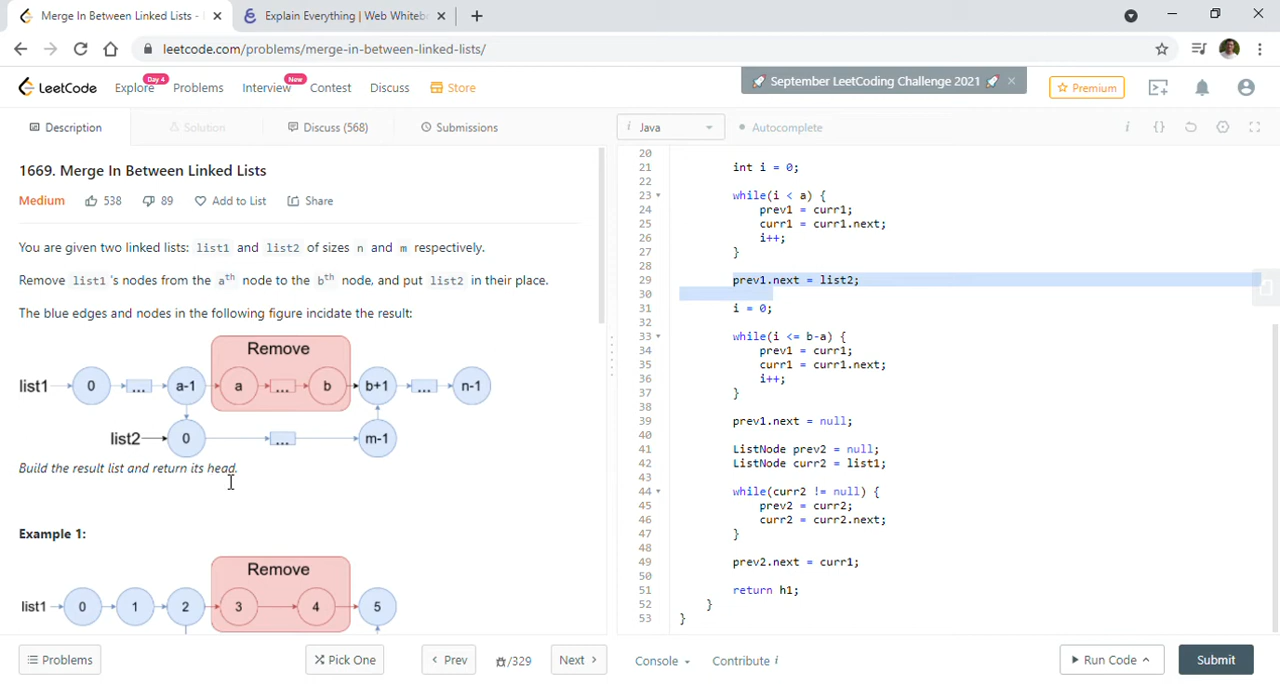 Merge In Between Linked Lists -
Explain Everything | Web Whiteb
leetcode.com/problems/merge-in-between-linked-lists/
LeetCode
Explore
Day 4
Problems
Interview
New
Contest
Discuss
Store
🚀 September LeetCoding Challenge 2021 🚀 ×
Premium
Description
Solution
Discuss (568)
Submissions
i Java
Autocomplete
1669. Merge In Between Linked Lists
Medium 538 89 Add to List Share
You are given two linked lists: list1 and list2 of sizes n and m respectively.
Remove list1 's nodes from the ath node to the bth node, and put list2 in their place.
The blue edges and nodes in the following figure incidate the result:
Remove
list1 0 ... a-1 a ... b b+1 ... n-1
list2 0 ... m-1
Build the result list and return its head.
Example 1:
Remove
list1 0 1 2 3 4 5
20
21 int i = 0;
22
23 while(i < a) {
24 prev1 = curr1;
25 curr1 = curr1.next;
26 i++;
27 }
28
29 prev1.next = list2;
30
31 i = 0;
32
33 while(i <= b-a) {
34 prev1 = curr1;
35 curr1 = curr1.next;
36 i++;
37 }
38
39 prev1.next = null;
40
41 ListNode prev2 = null;
42 ListNode curr2 = list1;
43
44 while(curr2 != null) {
45 prev2 = curr2;
46 curr2 = curr2.next;
47 }
48
49 prev2.next = curr1;
50
51 return h1;
52 }
53 }
Problems
Pick One
< Prev
/329
Next >
Console
Contribute i
Run Code
Submit